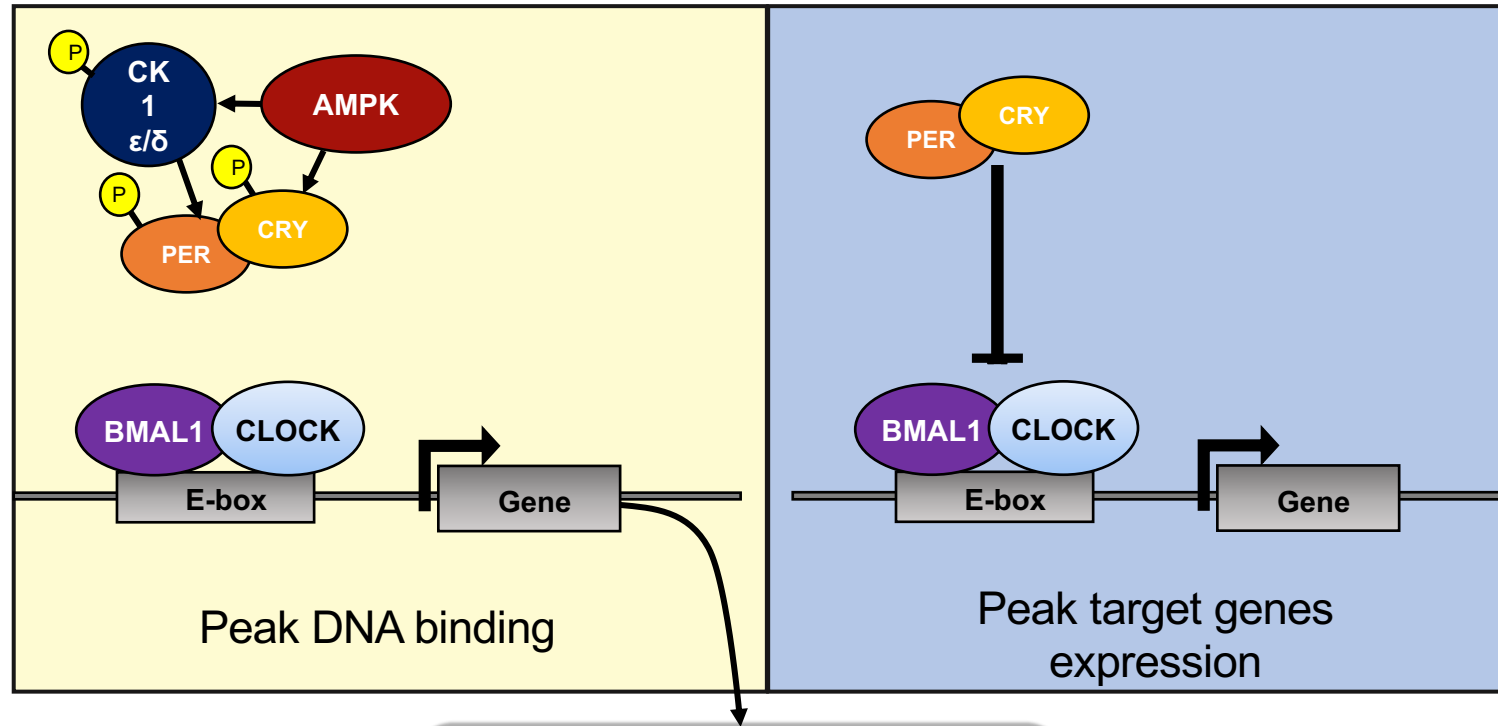 P
CK
1
ε/δ
AMPK
P
P
PER
CRY
BMAL1
CLOCK
E-box
Gene
Peak DNA binding
PER
CRY
BMAL1
CLOCK
E-box
Gene
Peak target genes
expression